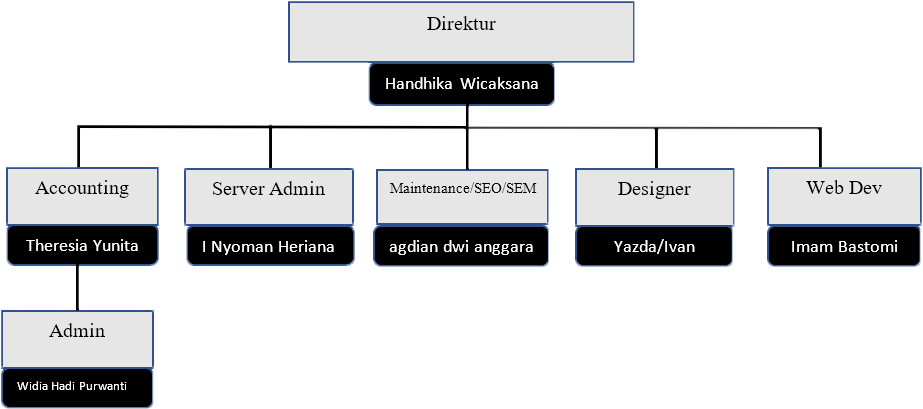 Direktur
Handhika Wicaksana
Accounting
Theresia Yunita
Server Admin
I Nyoman Heriana
Maintenance/SEO/SEM
agdian dwi anggara
Designer
Yazda/Ivan
Web Dev
Imam Bastomi
Admin
Widia Hadi Purwanti